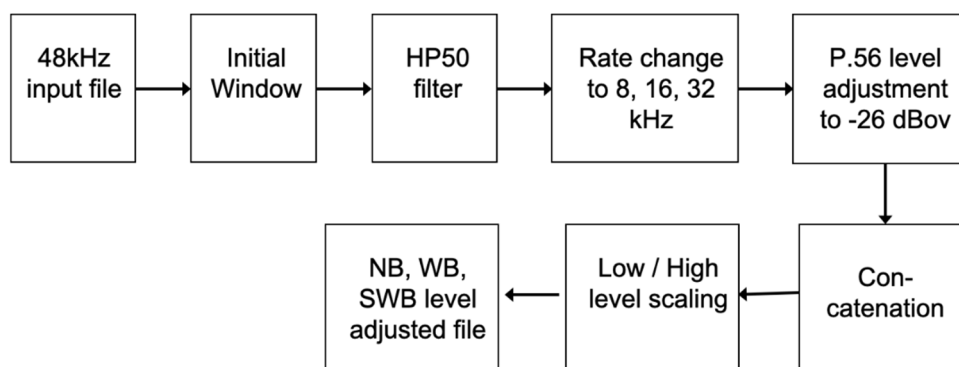 48kHz
input file
Initial
Window
HP50
filter
Rate change
to 8, 16, 32
kHz
P.56 level
adjustment
to -26 dBov
Con-
catenation
Low / High
level scaling
NB, WB,
SWB level
adjusted file